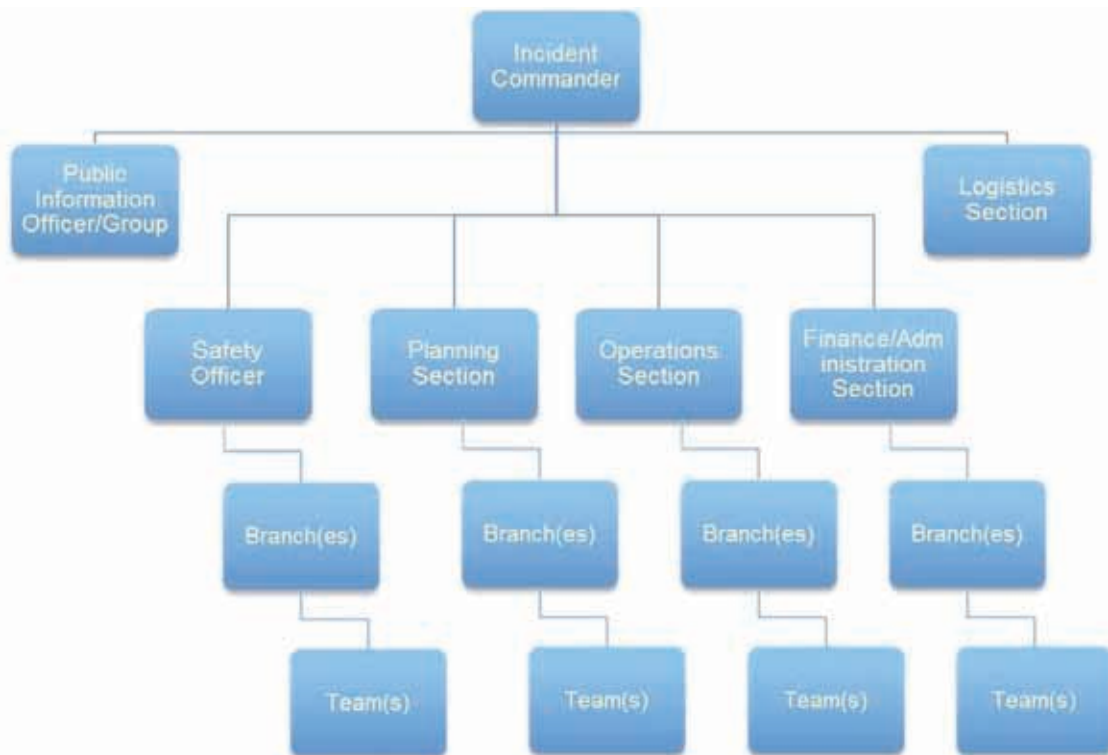 Incident
Commander
Public
Information
Officer/Group
Logistics
Section
Safety
Officer
Planning
Section
Operations
Section
Finance/Adm
inistration
Section
Branch(es)
Branch(es)
Branch(es)
Branch(es)
Team(s)
Team(s)
Team(s)
Team(s)